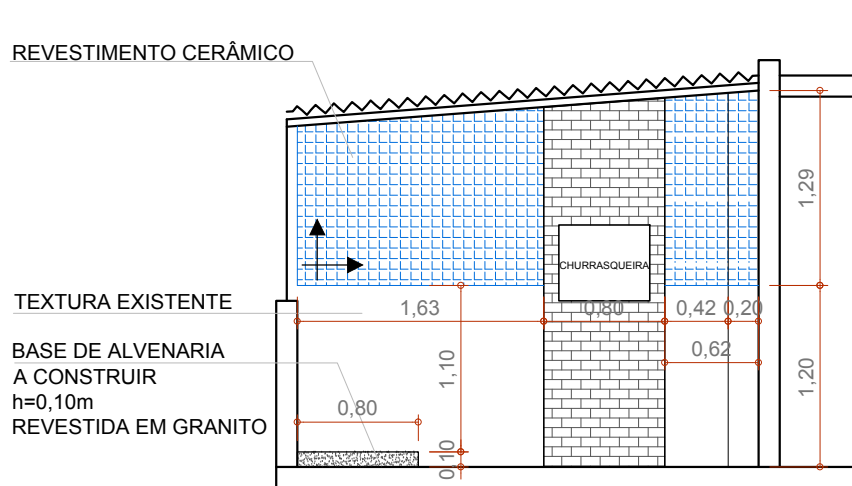 REVESTIMENTO CERÂMICO
1,29
CHURRASQUEIRA
TEXTURA EXISTENTE
1,63
0,80
0,42
0,20
BASE DE ALVENARIA
A CONSTRUIR
h=0,10m
REVESTIDA EM GRANITO
1,10
0,62
1,20
0,80
0,10